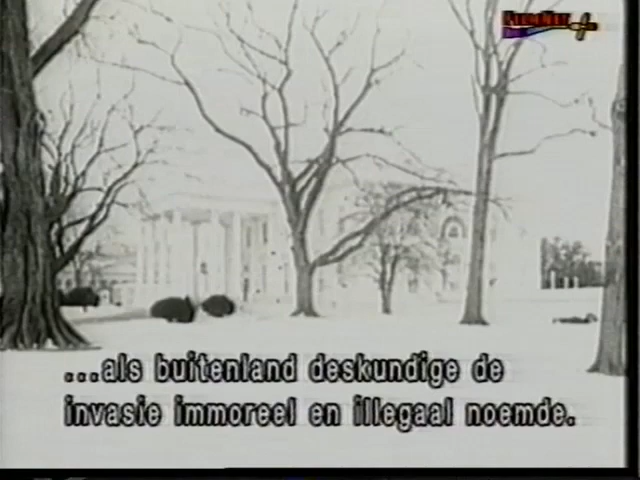 ...als buitenland deskundige de
invasie immoreel en illegaal noemde.